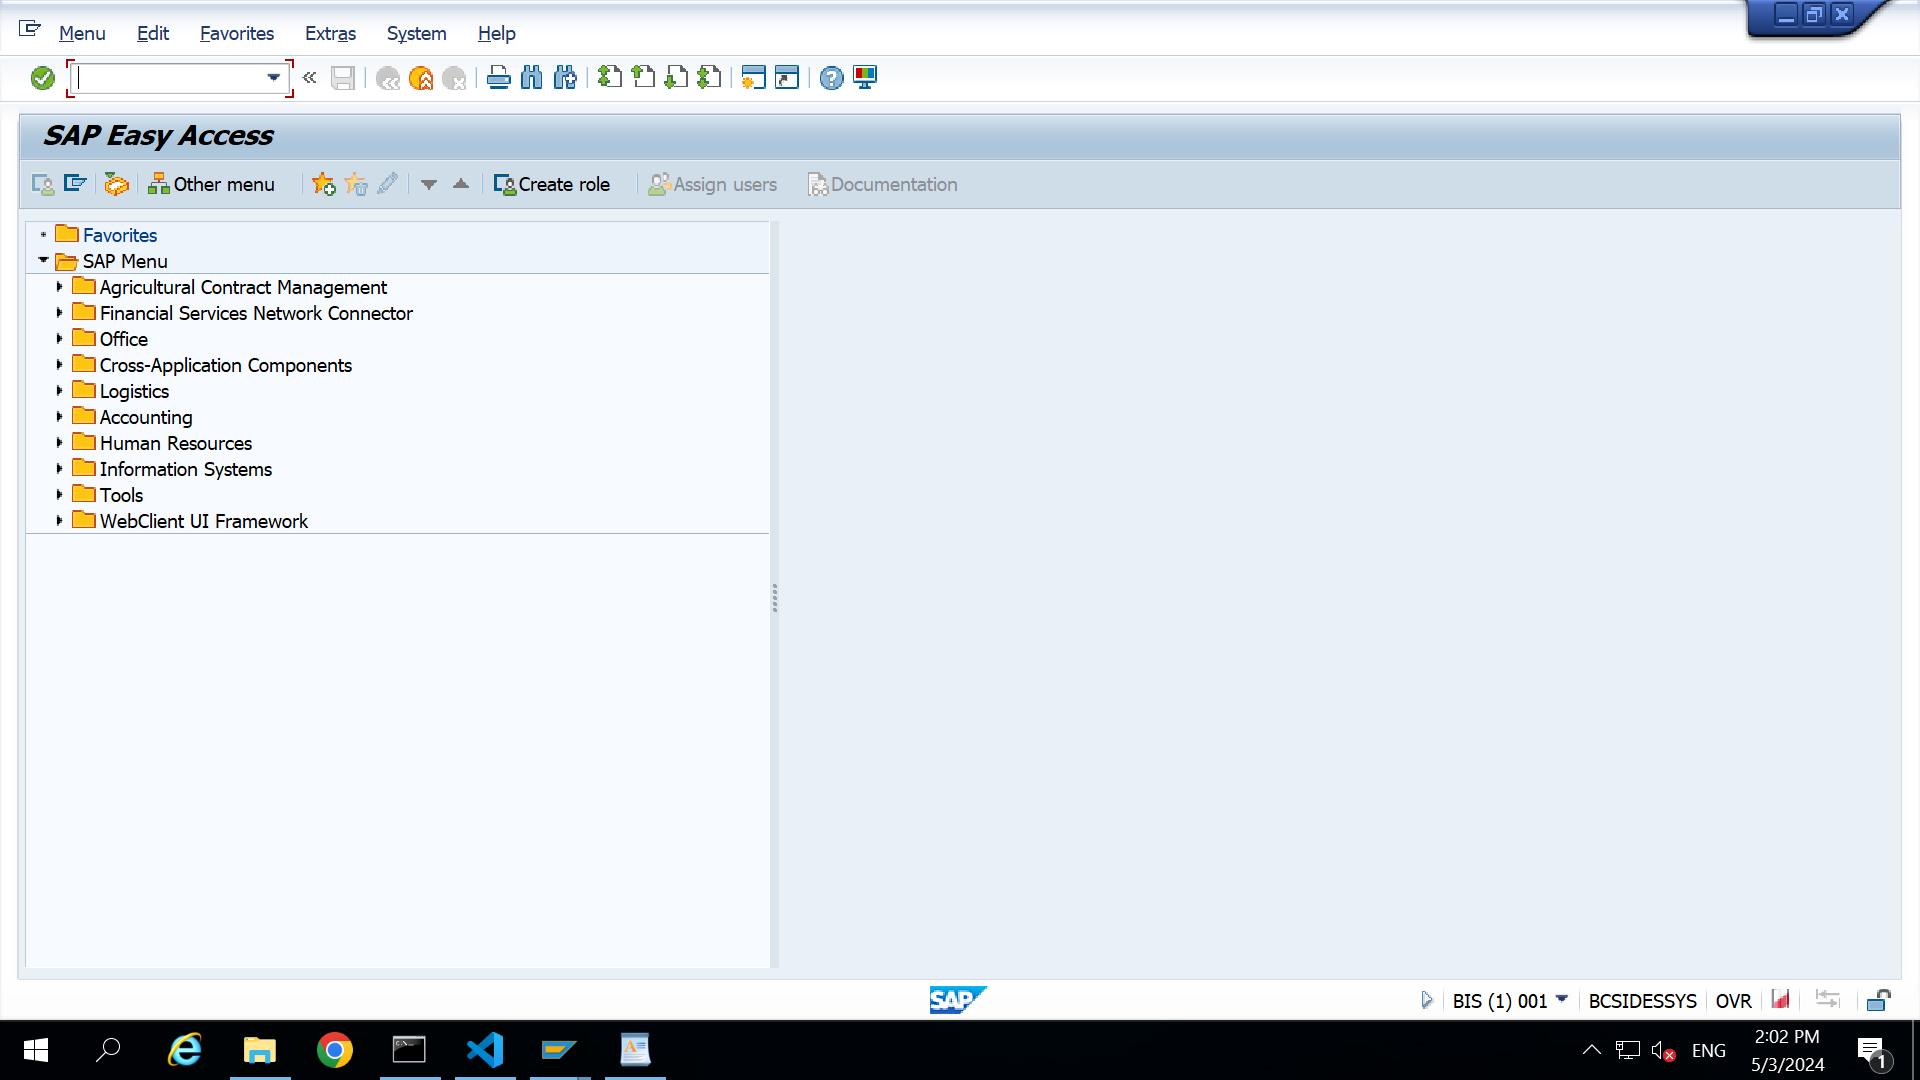 Menu Edit Favorites Extras System Help
SAP Easy Access
Other menu Create role Assign users Documentation
Favorites
SAP Menu
Agricultural Contract Management
Financial Services Network Connector
Office
Cross-Application Components
Logistics
Accounting
Human Resources
Information Systems
Tools
WebClient UI Framework
SAP BIS (1) 001 BCSIDESSYS OVR
ENG 2:02 PM
5/3/2024 1